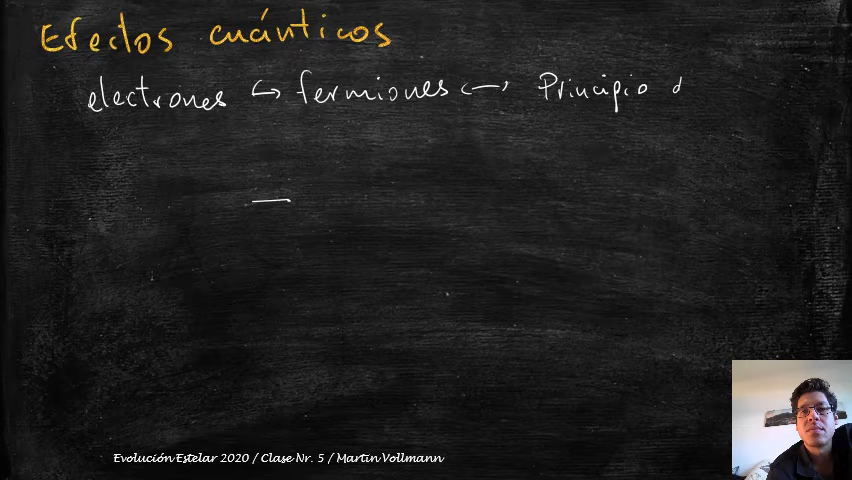 Efectos cuánticos
electrones ↔ fermiones ↔ Principio d
Evolución Estelar 2020 / Clase Nr. 5 / Martin Vollmann